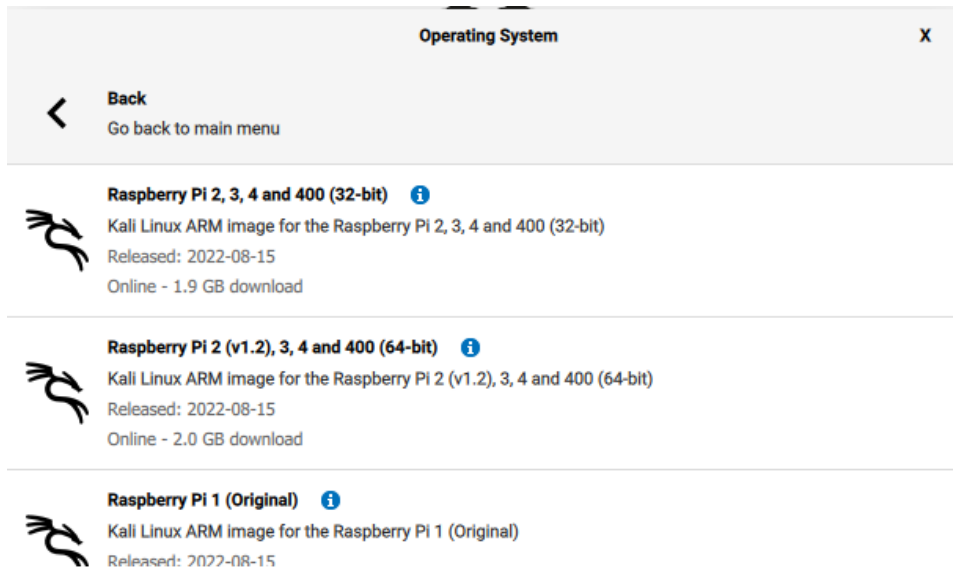 Operating System
X
Back
Go back to main menu
Raspberry Pi 2, 3, 4 and 400 (32-bit)
Kali Linux ARM image for the Raspberry Pi 2, 3, 4 and 400 (32-bit)
Released: 2022-08-15
Online - 1.9 GB download
Raspberry Pi 2 (v1.2), 3, 4 and 400 (64-bit)
Kali Linux ARM image for the Raspberry Pi 2 (v1.2), 3, 4 and 400 (64-bit)
Released: 2022-08-15
Online - 2.0 GB download
Raspberry Pi 1 (Original)
Kali Linux ARM image for the Raspberry Pi 1 (Original)
Released: 2022-08-15